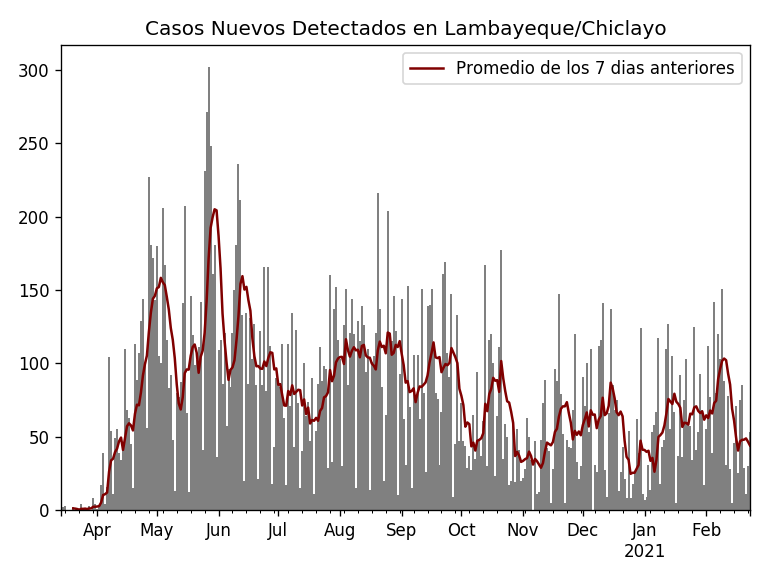 Casos Nuevos Detectados en Lambayeque/Chiclayo
Promedio de los 7 dias anteriores
300
250
200
150
100
50
0
Apr May Jun Jul Aug Sep Oct Nov Dec Jan Feb
2021